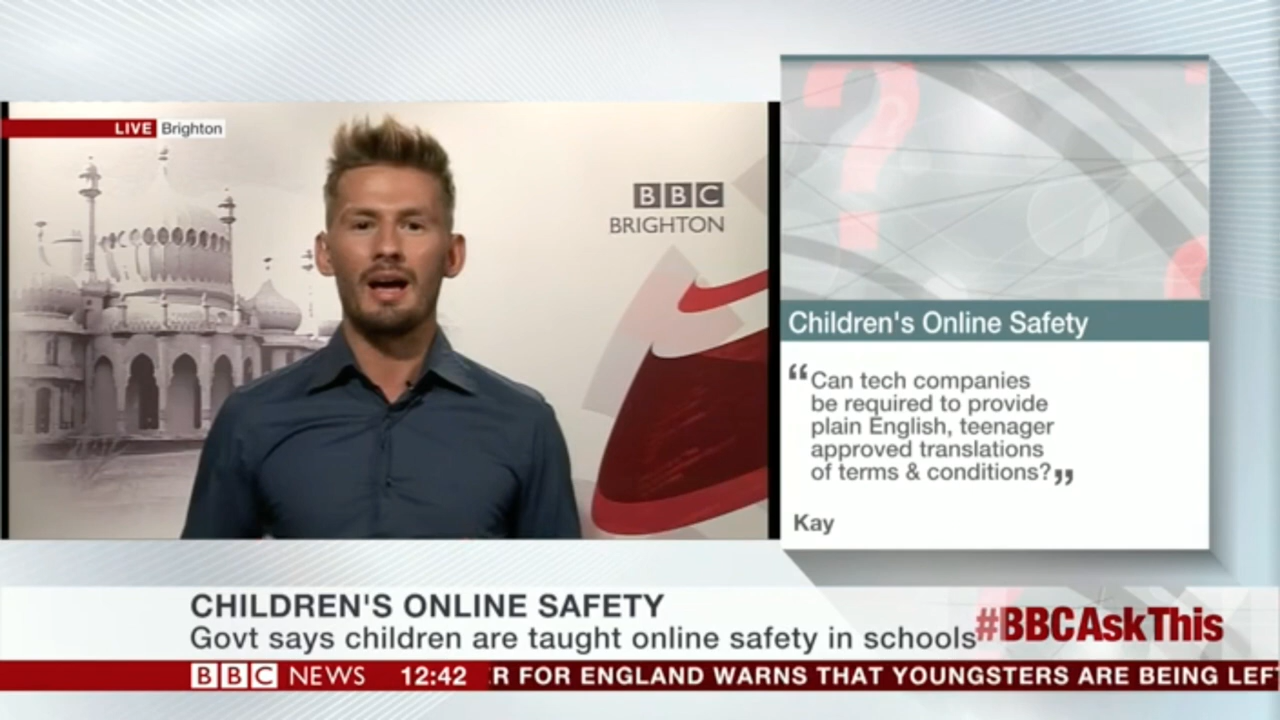 LIVE Brighton
BBC
BRIGHTON
Children's Online Safety
“Can tech companies
be required to provide
plain English, teenager
approved translations
of terms & conditions?”
Kay
CHILDREN'S ONLINE SAFETY
Govt says children are taught online safety in schools
#BBCAskThis
BBC NEWS 12:42 R FOR ENGLAND WARNS THAT YOUNGSTERS ARE BEING LEF